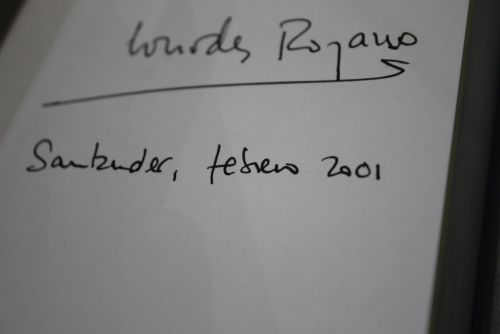 Lourdes Rozano
Santander, febrero 2001